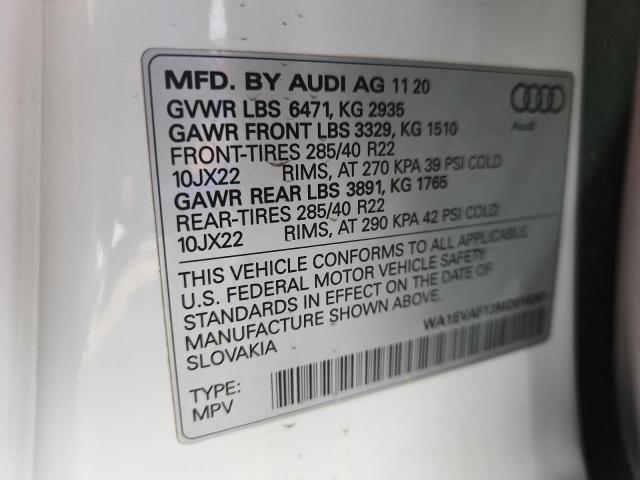 MFD. BY AUDI AG 11 20
GVWR LBS 6471, KG 2935
GAWR FRONT LBS 3329, KG 1510
FRONT-TIRES 285/40 R22
10JX22 RIMS, AT 270 KPA 39 PSI COLD
GAWR REAR LBS 3891, KG 1765
REAR-TIRES 285/40 R22
10JX22 RIMS, AT 290 KPA 42 PSI COLD
Audi
THIS VEHICLE CONFORMS TO ALL APPLICABLE
U.S. FEDERAL MOTOR VEHICLE SAFETY
STANDARDS IN EFFECT ON THE DATE OF
MANUFACTURE SHOWN ABOVE.
SLOVAKIA
TYPE:
MPV